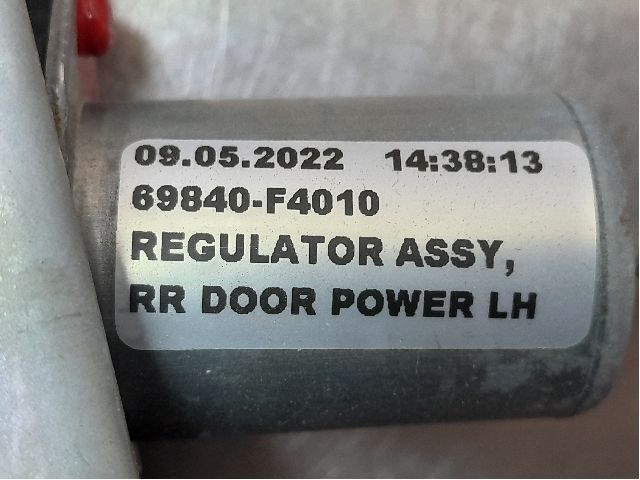 09.05.2022 14:38:13
69840-F4010
REGULATOR ASSY,
RR DOOR POWER LH